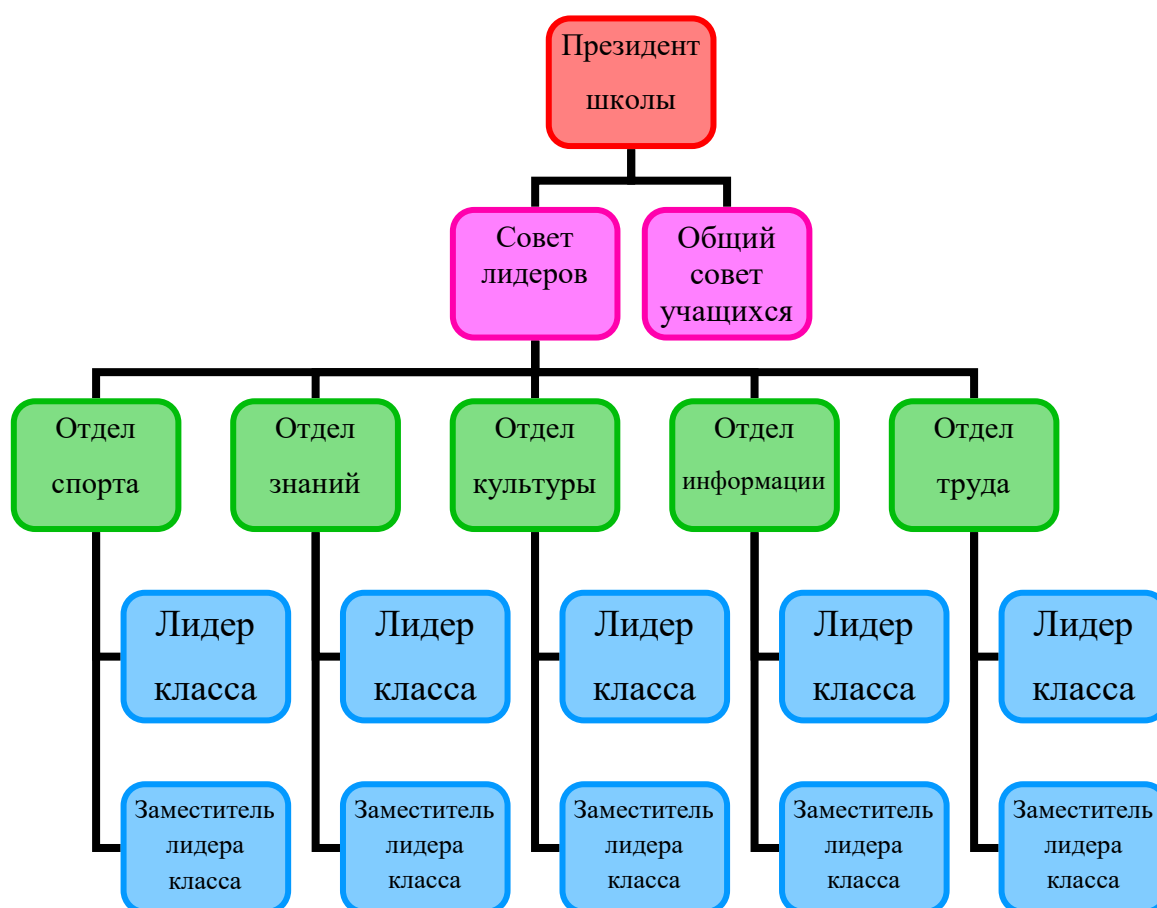 Президент
школы
Совет
лидеров
Общий
совет
учащихся
Отдел
спорта
Отдел
знаний
Отдел
культуры
Отдел
информации
Отдел
труда
Лидер
класса
Лидер
класса
Лидер
класса
Лидер
класса
Лидер
класса
Заместитель
лидера
класса
Заместитель
лидера
класса
Заместитель
лидера
класса
Заместитель
лидера
класса
Заместитель
лидера
класса